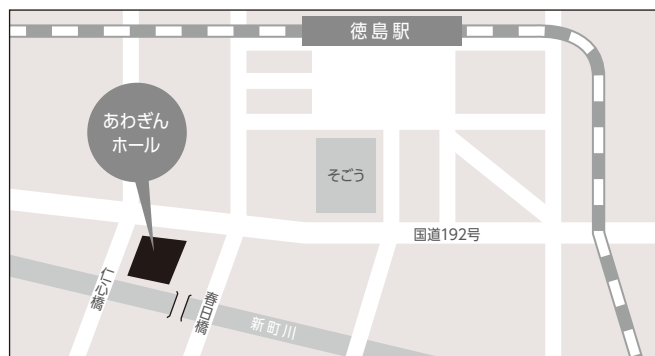 徳島駅
あわぎん
ホール
そごう
国道192号
仁心橋
春日橋
新町川